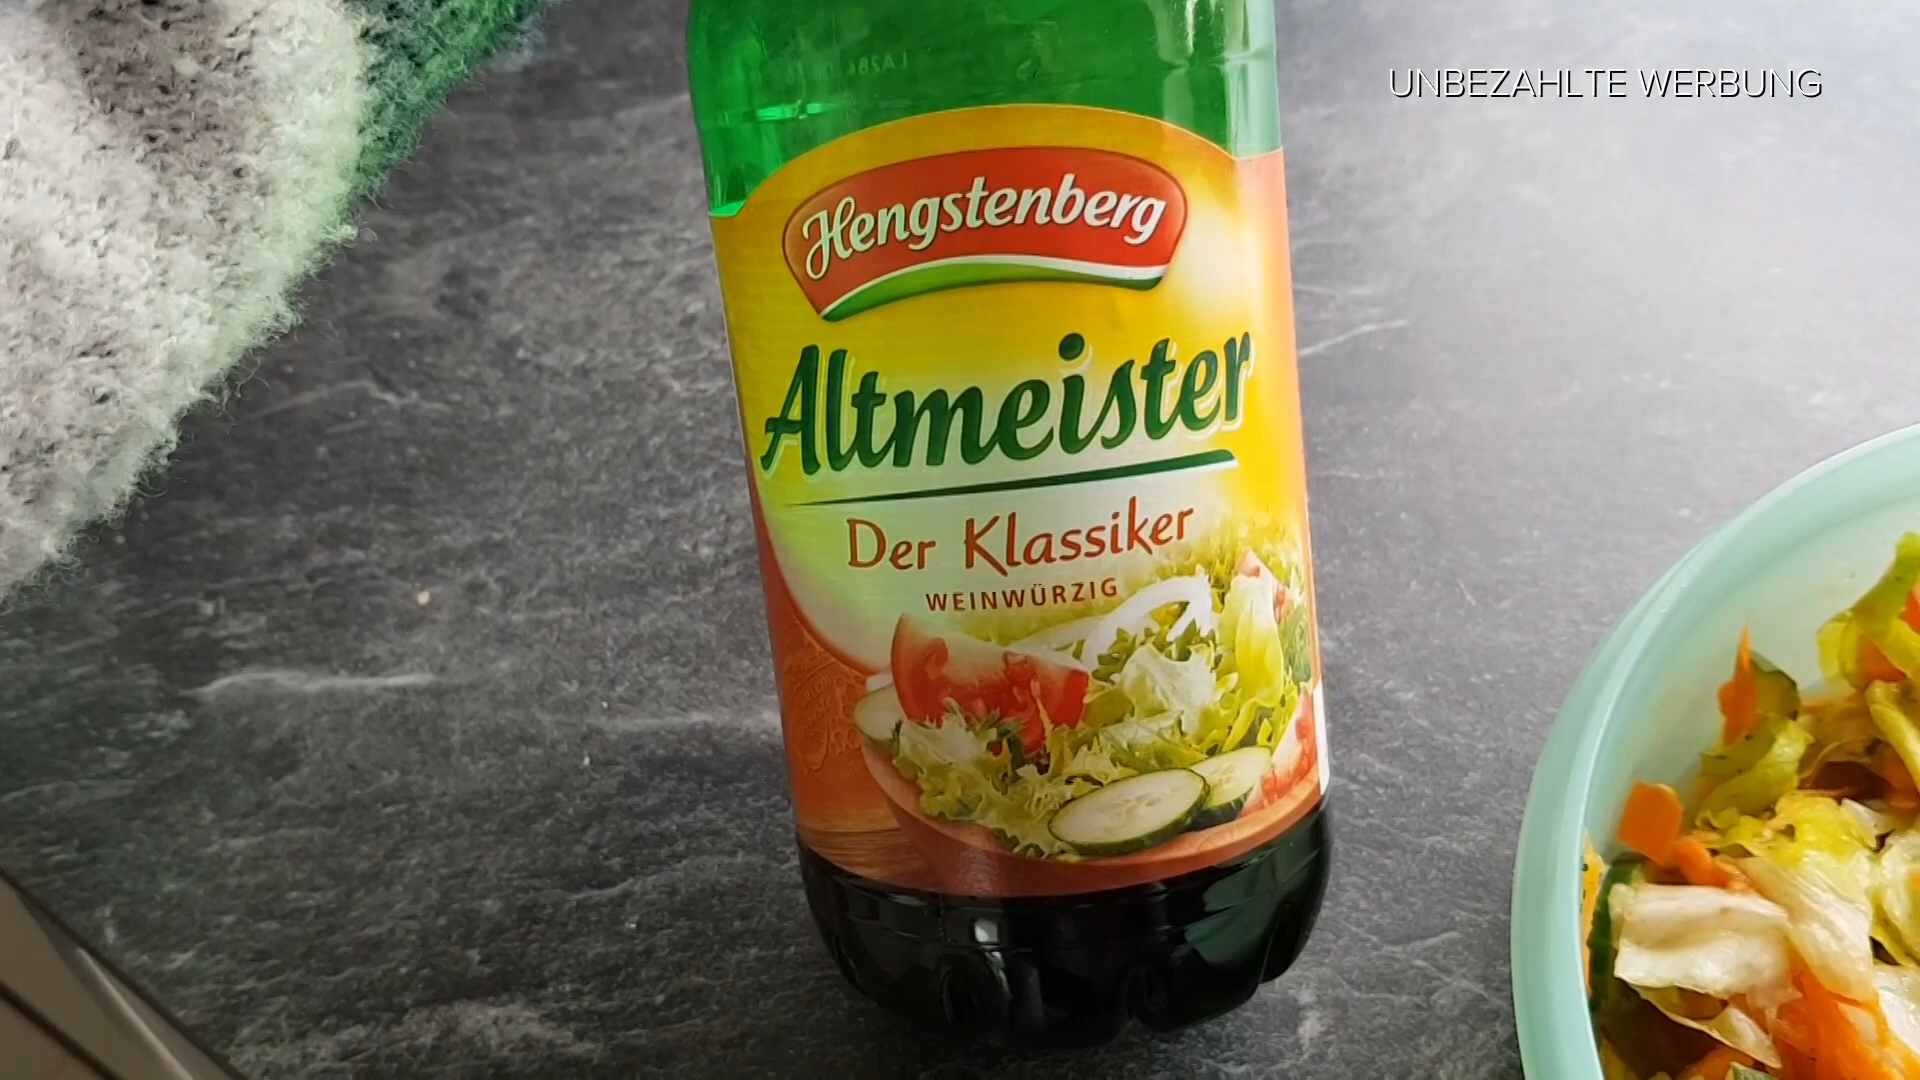 UNBEZAHLTE WERBUNG
Hengstenberg
Altmeister
Der Klassiker
WEINWÜRZIG